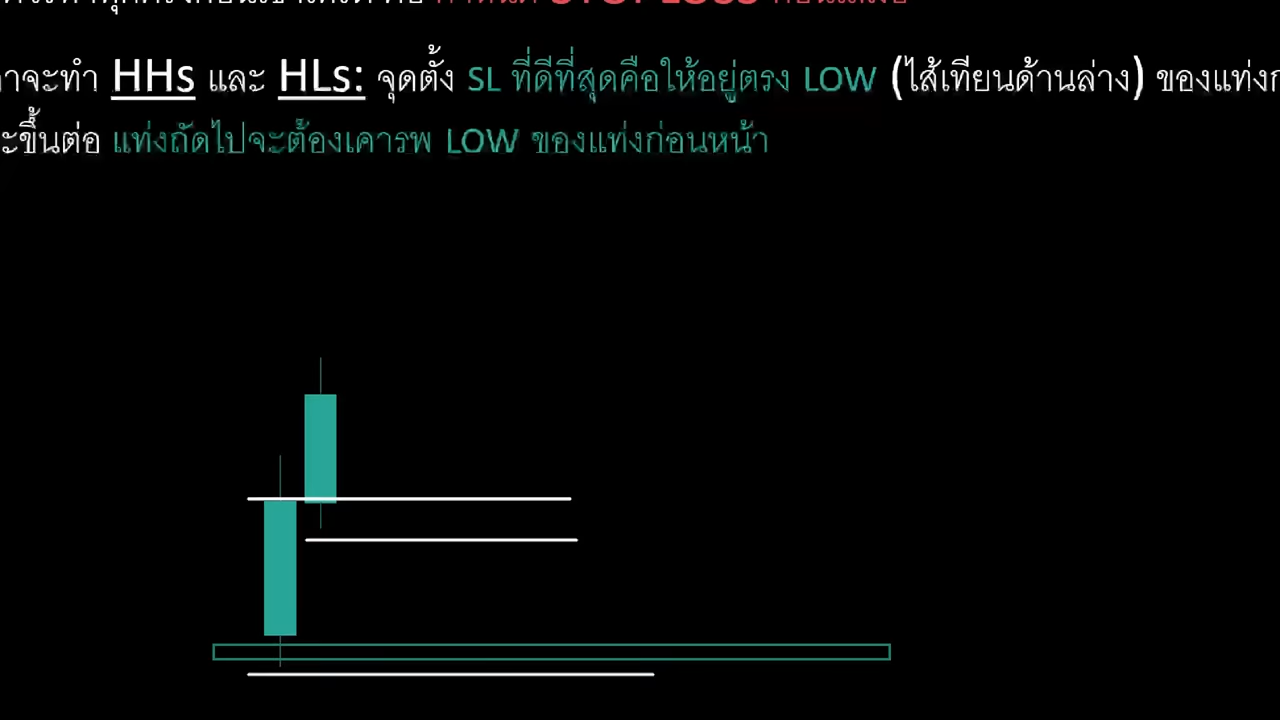 STOP LOSS
จะทำ HHs และ HLs: จุดตั้ง SL ที่ดีที่สุดคือให้อยู่ตรง LOW (ไส้เทียนด้านล่าง) ของแท่ง
ะขึ้นต่อ แท่งถัดไปจะต้องเคารพ LOW ของแท่งก่อนหน้า